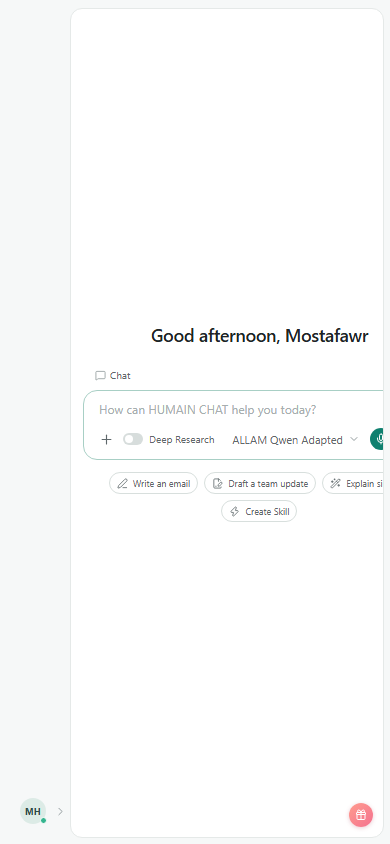 Good afternoon, Mostafawr
Chat
How can HUMAIN CHAT help you today?
Deep Research
ALLAM Qwen Adapted
Write an email
Draft a team update
Explain
Create Skill
MH